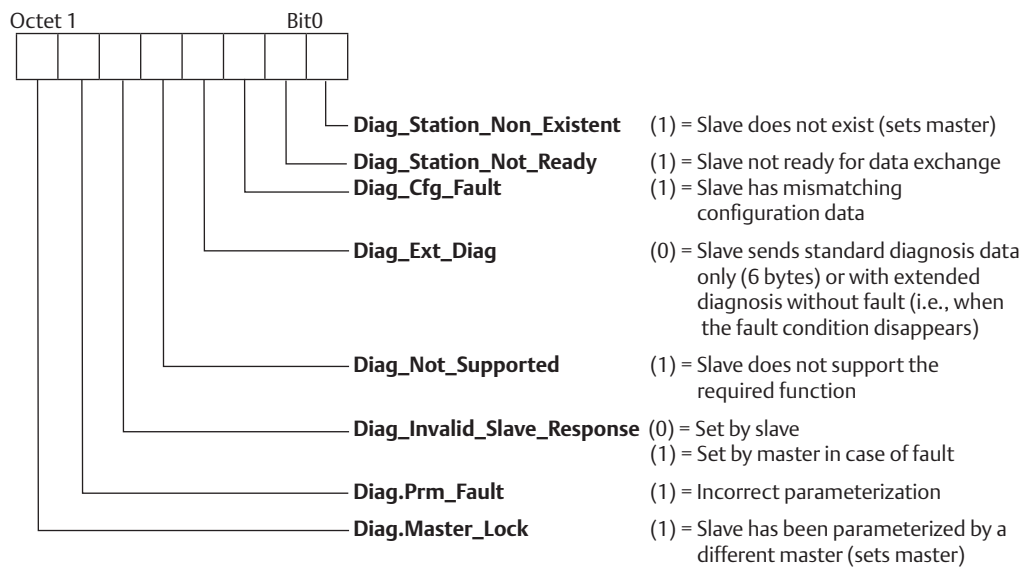 Octet 1 Bit0
Diag_Station_Non_Existent (1) = Slave does not exist (sets master)
Diag_Station_Not_Ready (1) = Slave not ready for data exchange
Diag_Cfg_Fault (1) = Slave has mismatching
configuration data
Diag_Ext_Diag (0) = Slave sends standard diagnosis data
only (6 bytes) or with extended
diagnosis without fault (i.e., when
the fault condition disappears)
Diag_Not_Supported (1) = Slave does not support the
required function
Diag_Invalid_Slave_Response (0) = Set by slave
(1) = Set by master in case of fault
Diag.Prm_Fault (1) = Incorrect parameterization
Diag.Master_Lock (1) = Slave has been parameterized by a
different master (sets master)